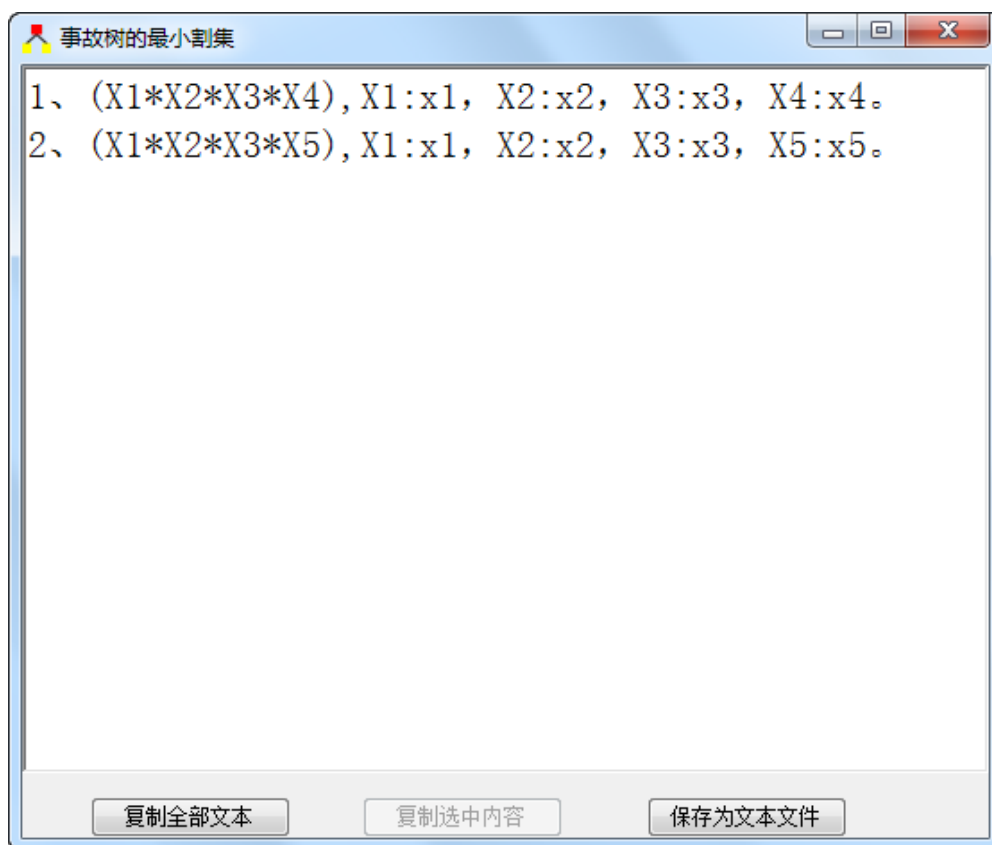 事故树的最小割集
1、(X1*X2*X3*X4),X1:x1，X2:x2，X3:x3，X4:x4。
2、(X1*X2*X3*X5),X1:x1，X2:x2，X3:x3，X5:x5。
复制全部文本 复制选中内容 保存为文本文件